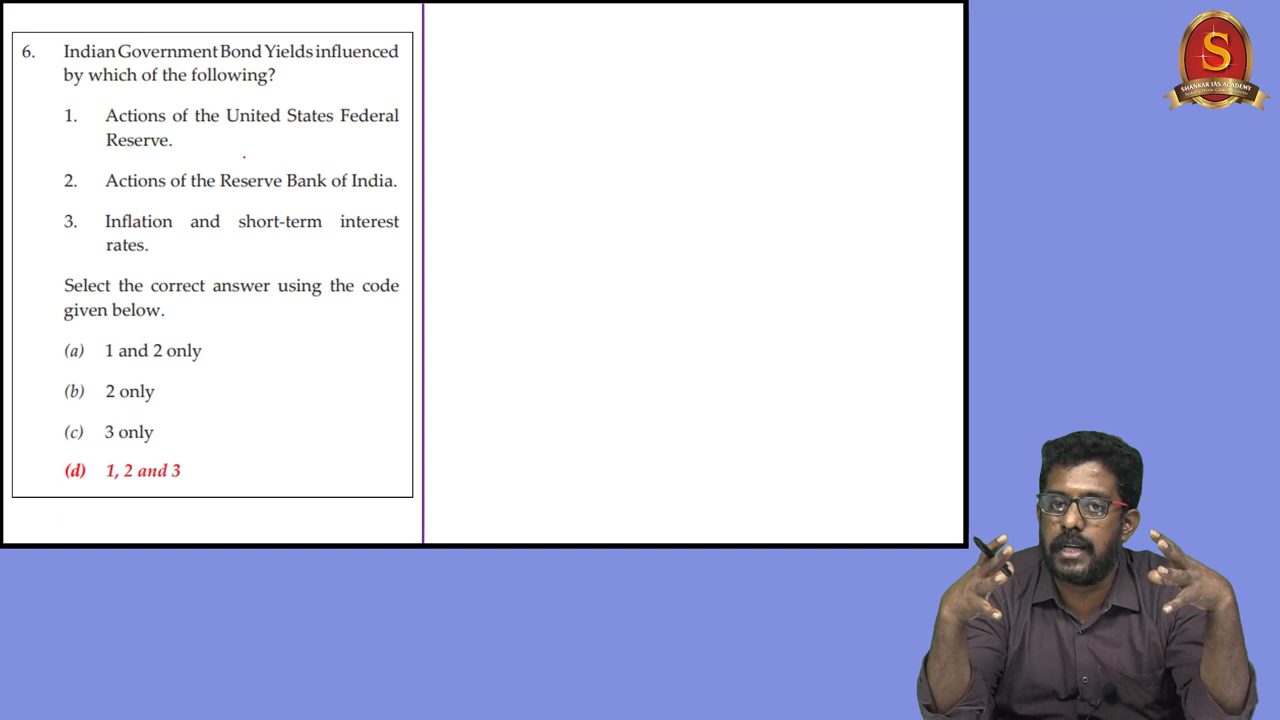 6. Indian Government Bond Yields influenced
by which of the following?
1. Actions of the United States Federal
Reserve.
2. Actions of the Reserve Bank of India.
3. Inflation and short-term interest
rates.
Select the correct answer using the code
given below.
(a) 1 and 2 only
(b) 2 only
(c) 3 only
(d) 1, 2 and 3
S
SHANKAR IAS ACADEMY